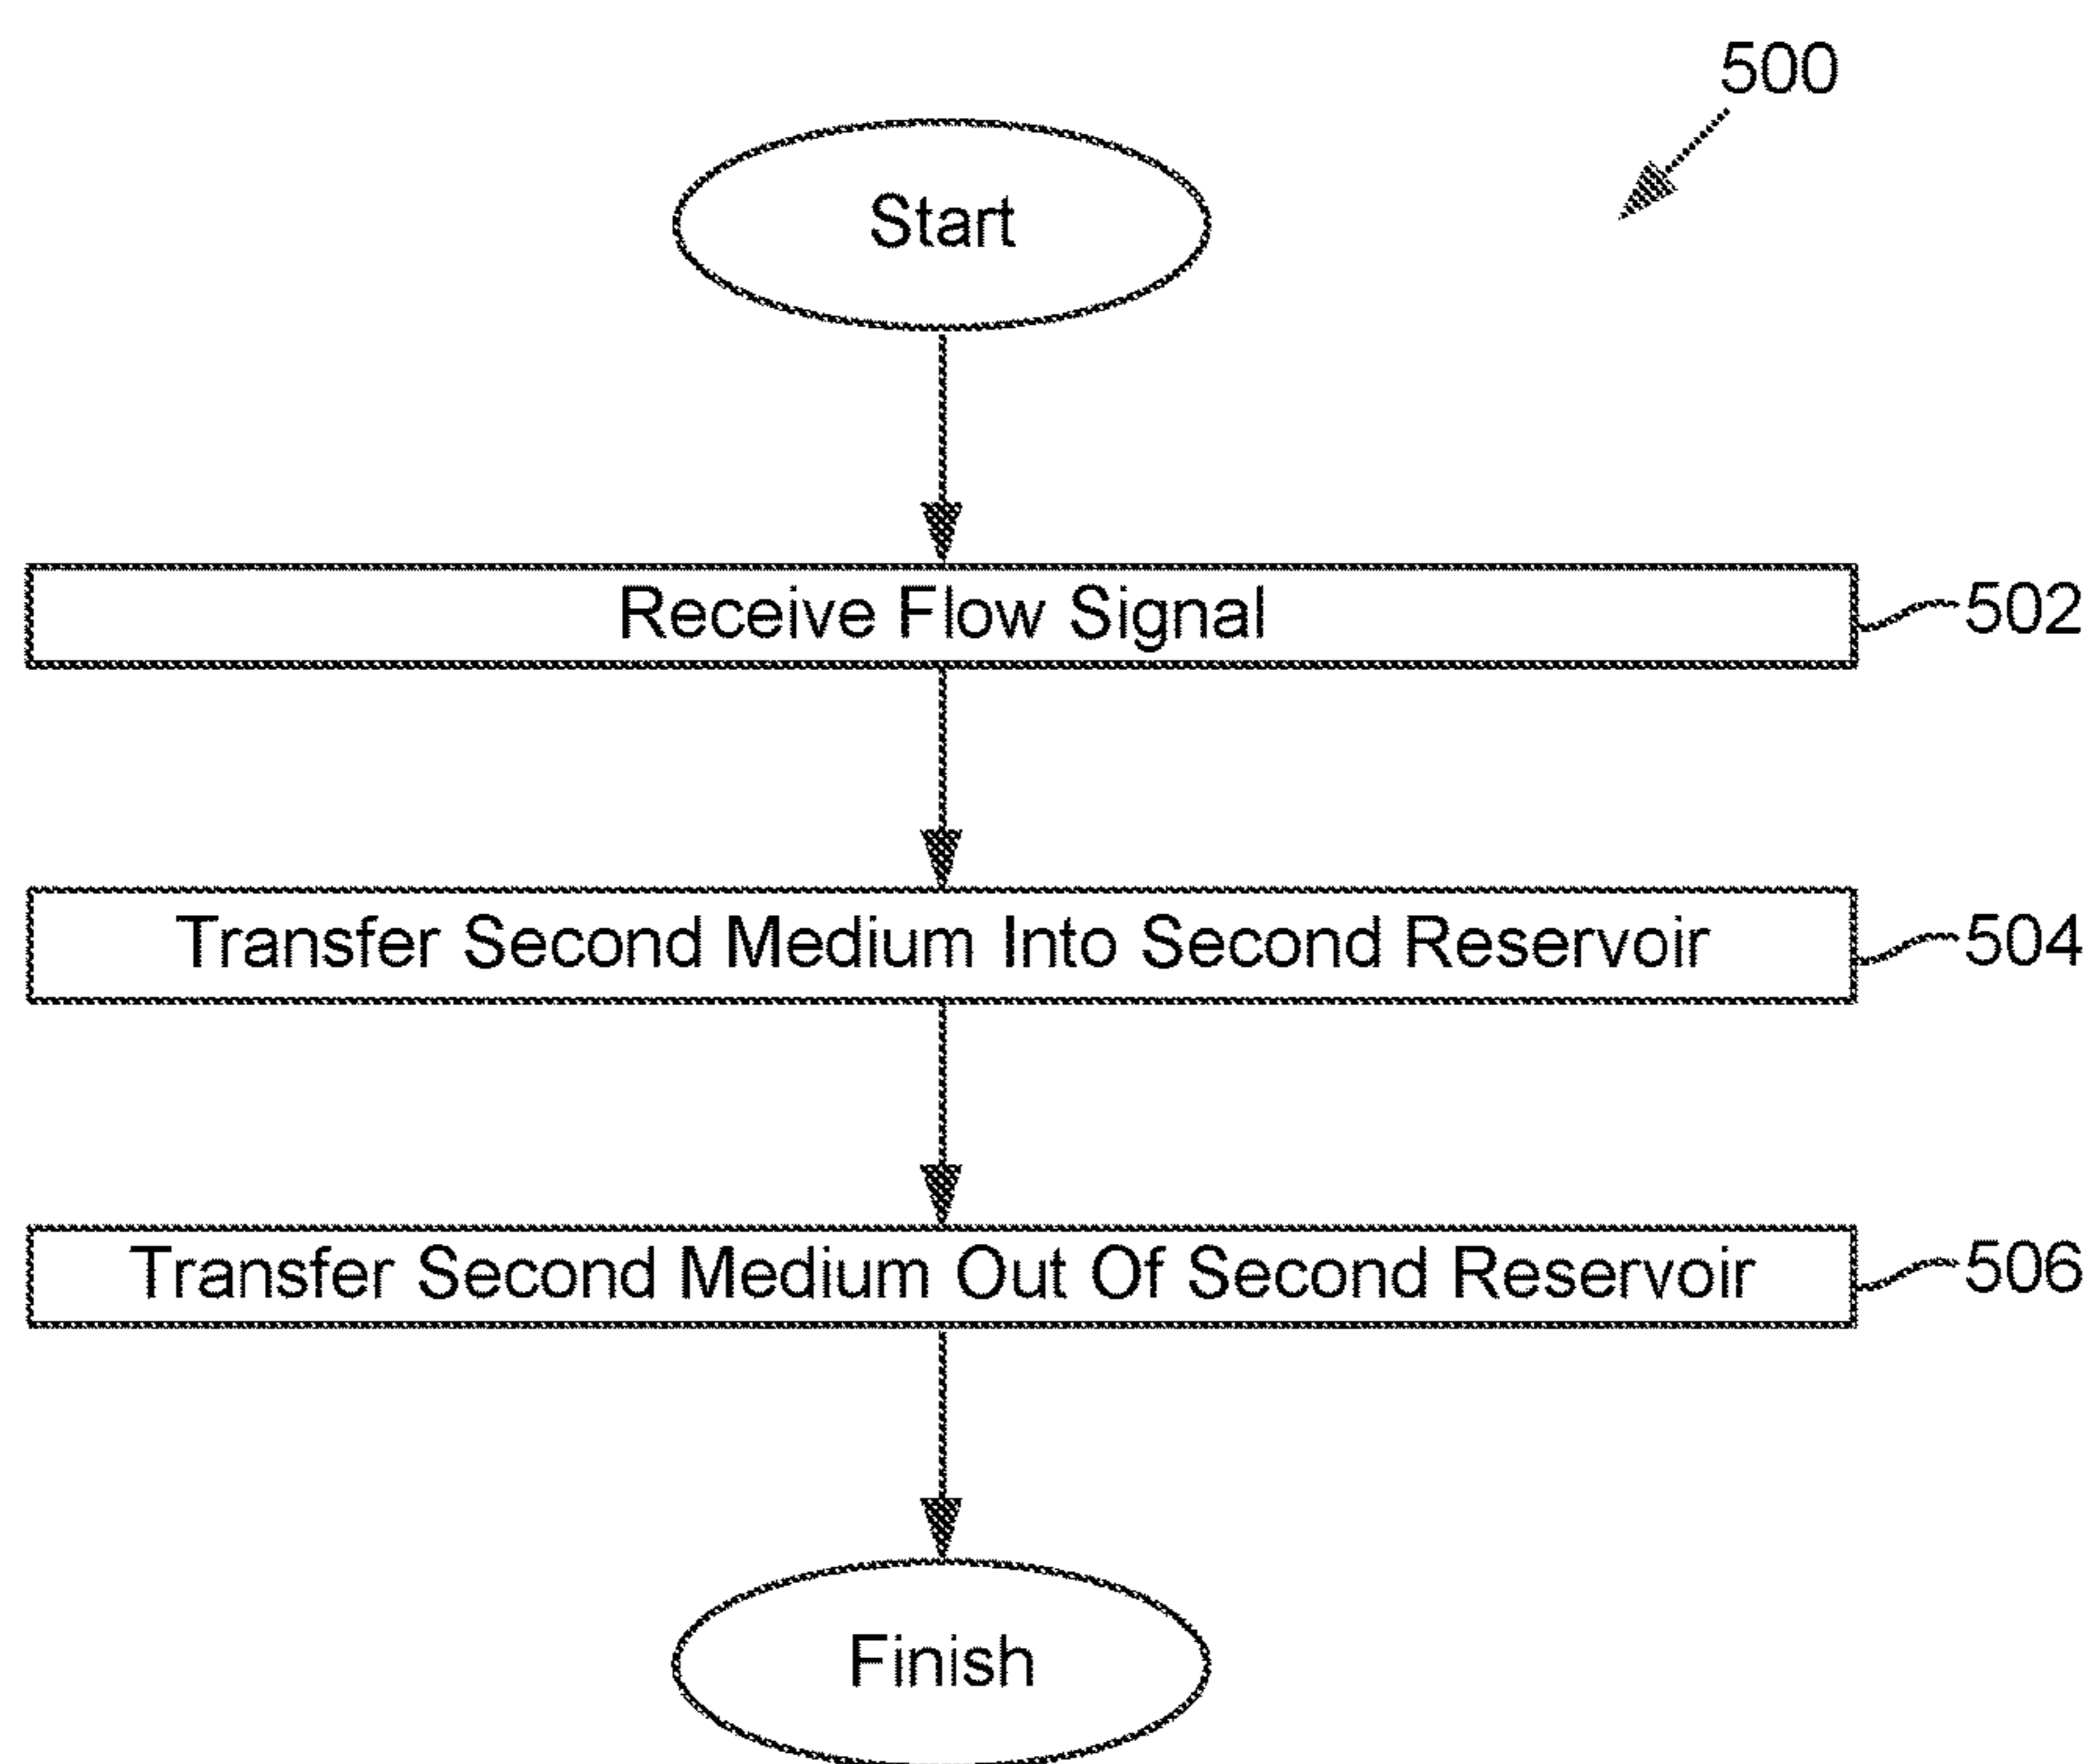 500
Start
Receive Flow Signal
502
Transfer Second Medium Into Second Reservoir
504
Transfer Second Medium Out Of Second Reservoir
506
Finish